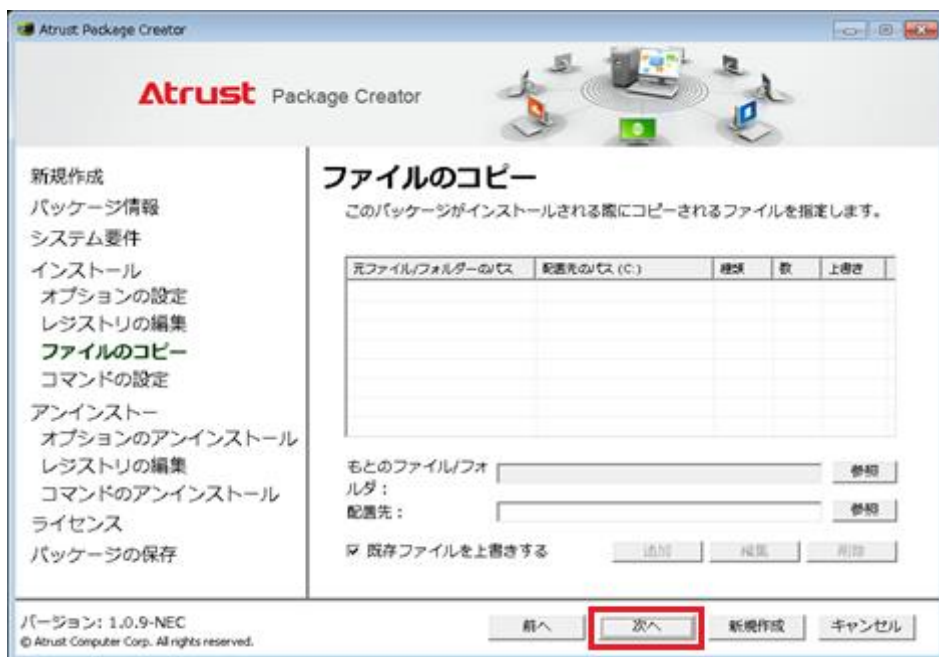 Atrust Package Creator
Atrust Package Creator
新規作成
パッケージ情報
システム要件
インストール
オプションの設定
レジストリの編集
ファイルのコピー
コマンドの設定
アンインストー
オプションのアンインストール
レジストリの編集
コマンドのアンインストール
ライセンス
パッケージの保存
ファイルのコピー
このパッケージがインストールされる際にコピーされるファイルを指定します。
元ファイル/フォルダーのパス 配置先のパス (C:) 種類 数 上書き
もとのファイル/フォ
ルダ: 参照
配置先: 参照
既存ファイルを上書きする 追加 編集 削除
バージョン: 1.0.9-NEC
© Atrust Computer Corp. All rights reserved.
前へ 次へ 新規作成 キャンセル